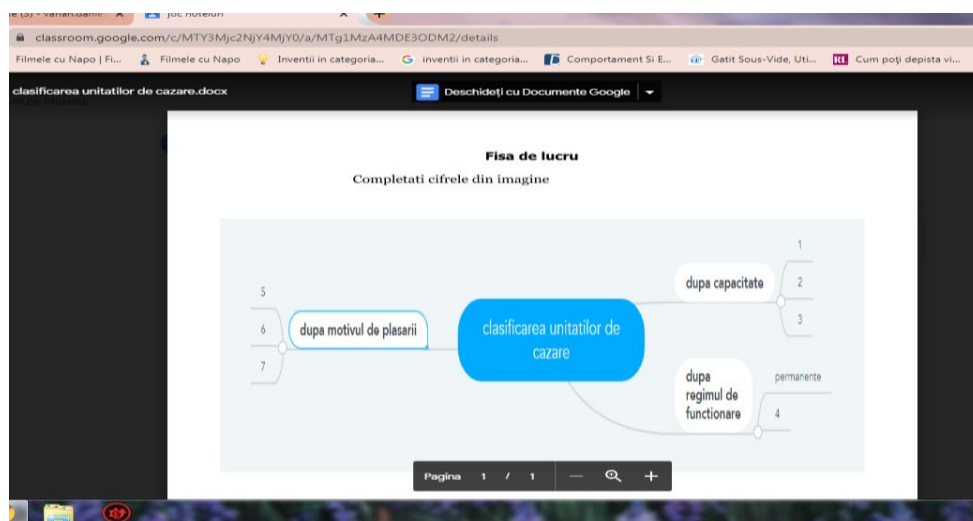 joc hoteluri
classroom.google.com/c/MTY3Mjc2NjY4MjY0/a/MTg1MzA4MDE3ODM2/details
Filmele cu Napo | Fi... Filmele cu Napo Inventii in categoria... inventii in categoria... Comportament Si E... Gatit Sous-Vide, Uti... Cum poți depista vi...
clasificarea unitatilor de cazare.docx
Deschideți cu Documente Google
Fisa de lucru
Completati cifrele din imagine
clasificarea unitatilor de
cazare
dupa capacitate
1
2
3
dupa
regimul de
functionare
permanente
4
dupa motivul de plasarii
5
6
7
Pagina 1 / 1